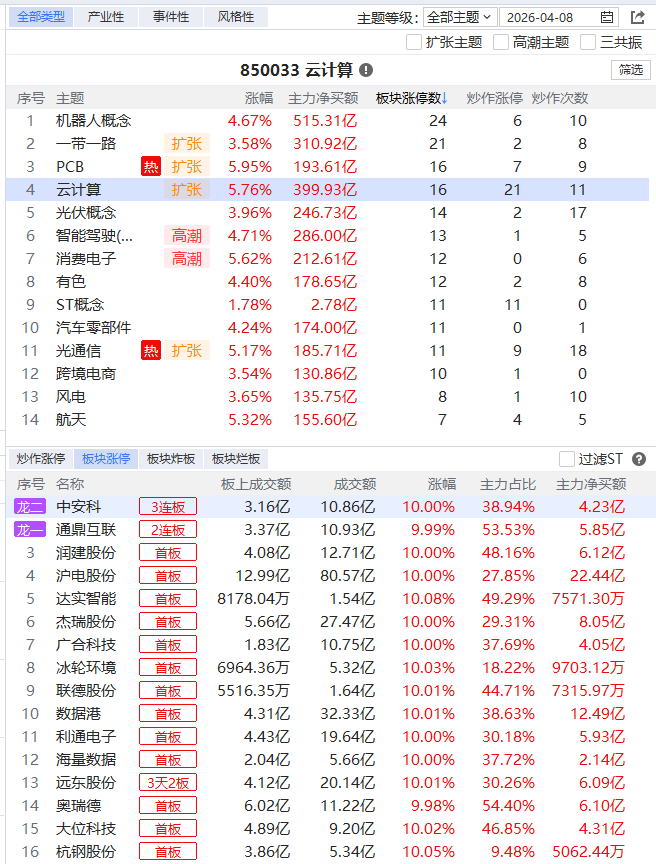 全部类型 产业性 事件性 风格性 主题等级: 全部主题 2026-04-08
扩张主题 高潮主题 三共振
850033 云计算 筛选
序号 主题 涨幅 主力净买额 板块涨停数↓ 炒作涨停 炒作次数
1 机器人概念 4.67% 515.31亿 24 6 10
2 一带一路 扩张 3.58% 310.92亿 21 2 8
3 PCB 热 扩张 5.95% 193.61亿 16 7 9
4 云计算 扩张 5.76% 399.93亿 16 21 11
5 光伏概念 3.96% 246.73亿 14 2 17
6 智能驾驶(... 高潮 4.71% 286.00亿 13 1 5
7 消费电子 高潮 5.62% 212.61亿 12 0 6
8 有色 4.40% 178.65亿 12 2 8
9 ST概念 1.78% 2.78亿 11 11 0
10 汽车零部件 4.24% 174.00亿 11 0 1
11 光通信 热 扩张 5.17% 185.71亿 11 9 18
12 跨境电商 3.54% 130.86亿 10 1 0
13 风电 3.65% 135.75亿 8 1 10
14 航天 5.32% 155.60亿 7 4 5
炒作涨停 板块涨停 板块炸板 板块烂板 过滤ST
序号 名称 板上成交额 成交额 涨幅 主力占比 主力净买额
龙二 中安科 3连板 3.16亿 10.86亿 10.00% 38.94% 4.23亿
龙一 通鼎互联 2连板 3.37亿 10.93亿 9.99% 53.53% 5.85亿
3 润建股份 首板 4.08亿 12.71亿 10.00% 48.16% 6.12亿
4 沪电股份 首板 12.99亿 80.57亿 10.00% 27.85% 22.44亿
5 达实智能 首板 8178.04万 1.54亿 10.08% 49.29% 7571.30万
6 杰瑞股份 首板 5.66亿 27.47亿 10.00% 29.31% 8.05亿
7 广合科技 首板 1.83亿 10.75亿 10.00% 37.69% 4.05亿
8 冰轮环境 首板 6964.36万 5.32亿 10.03% 18.22% 9703.12万
9 联德股份 首板 5516.35万 1.64亿 10.01% 44.71% 7315.97万
10 数据港 首板 4.31亿 32.33亿 10.01% 38.63% 12.49亿
11 利通电子 首板 4.43亿 19.64亿 10.00% 30.18% 5.93亿
12 海量数据 首板 2.04亿 5.66亿 10.00% 37.72% 2.14亿
13 远东股份 3天2板 4.12亿 20.14亿 10.01% 30.26% 6.09亿
14 奥瑞德 首板 6.02亿 11.22亿 9.98% 54.40% 6.10亿
15 大位科技 首板 4.89亿 9.20亿 10.02% 46.85% 4.31亿
16 杭钢股份 首板 3.86亿 5.34亿 10.05% 9.48% 5062.44万